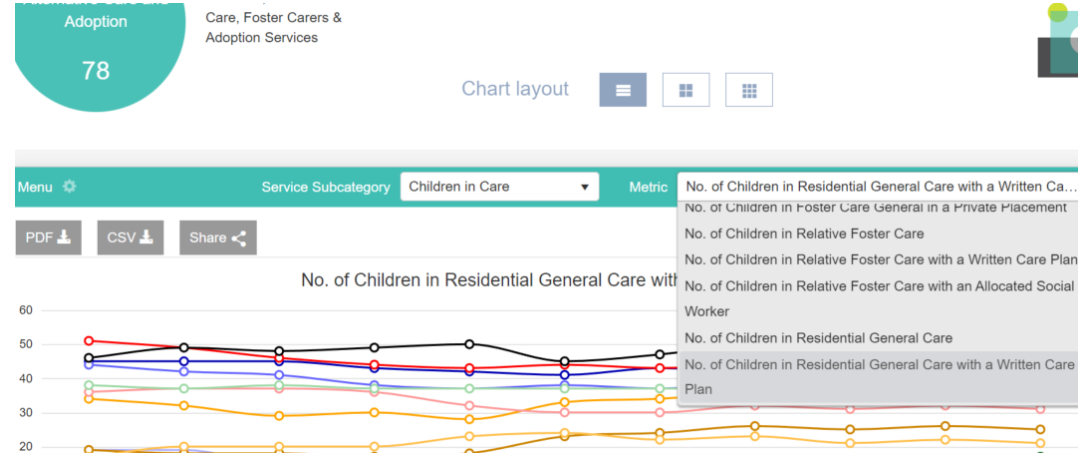 Adoption
78
Care, Foster Carers &
Adoption Services
Chart layout
Menu
Service Subcategory
Children in Care
Metric
No. of Children in Residential General Care with a Written Ca...
No. of Children in Foster Care General in a Private Placement
No. of Children in Relative Foster Care
No. of Children in Relative Foster Care with a Written Care Plan
No. of Children in Relative Foster Care with an Allocated Social
Worker
No. of Children in Residential General Care
No. of Children in Residential General Care with a Written Care
Plan
PDF
CSV
Share
No. of Children in Residential General Care with
60
50
40
30
20